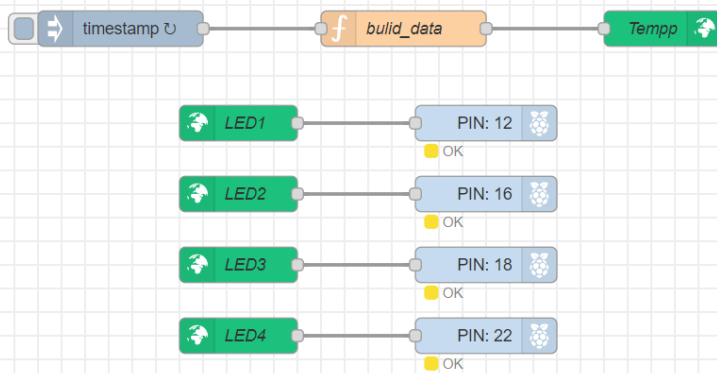 timestamp ↻
bulid_data
Tempp
LED1
PIN: 12
OK
LED2
PIN: 16
OK
LED3
PIN: 18
OK
LED4
PIN: 22
OK